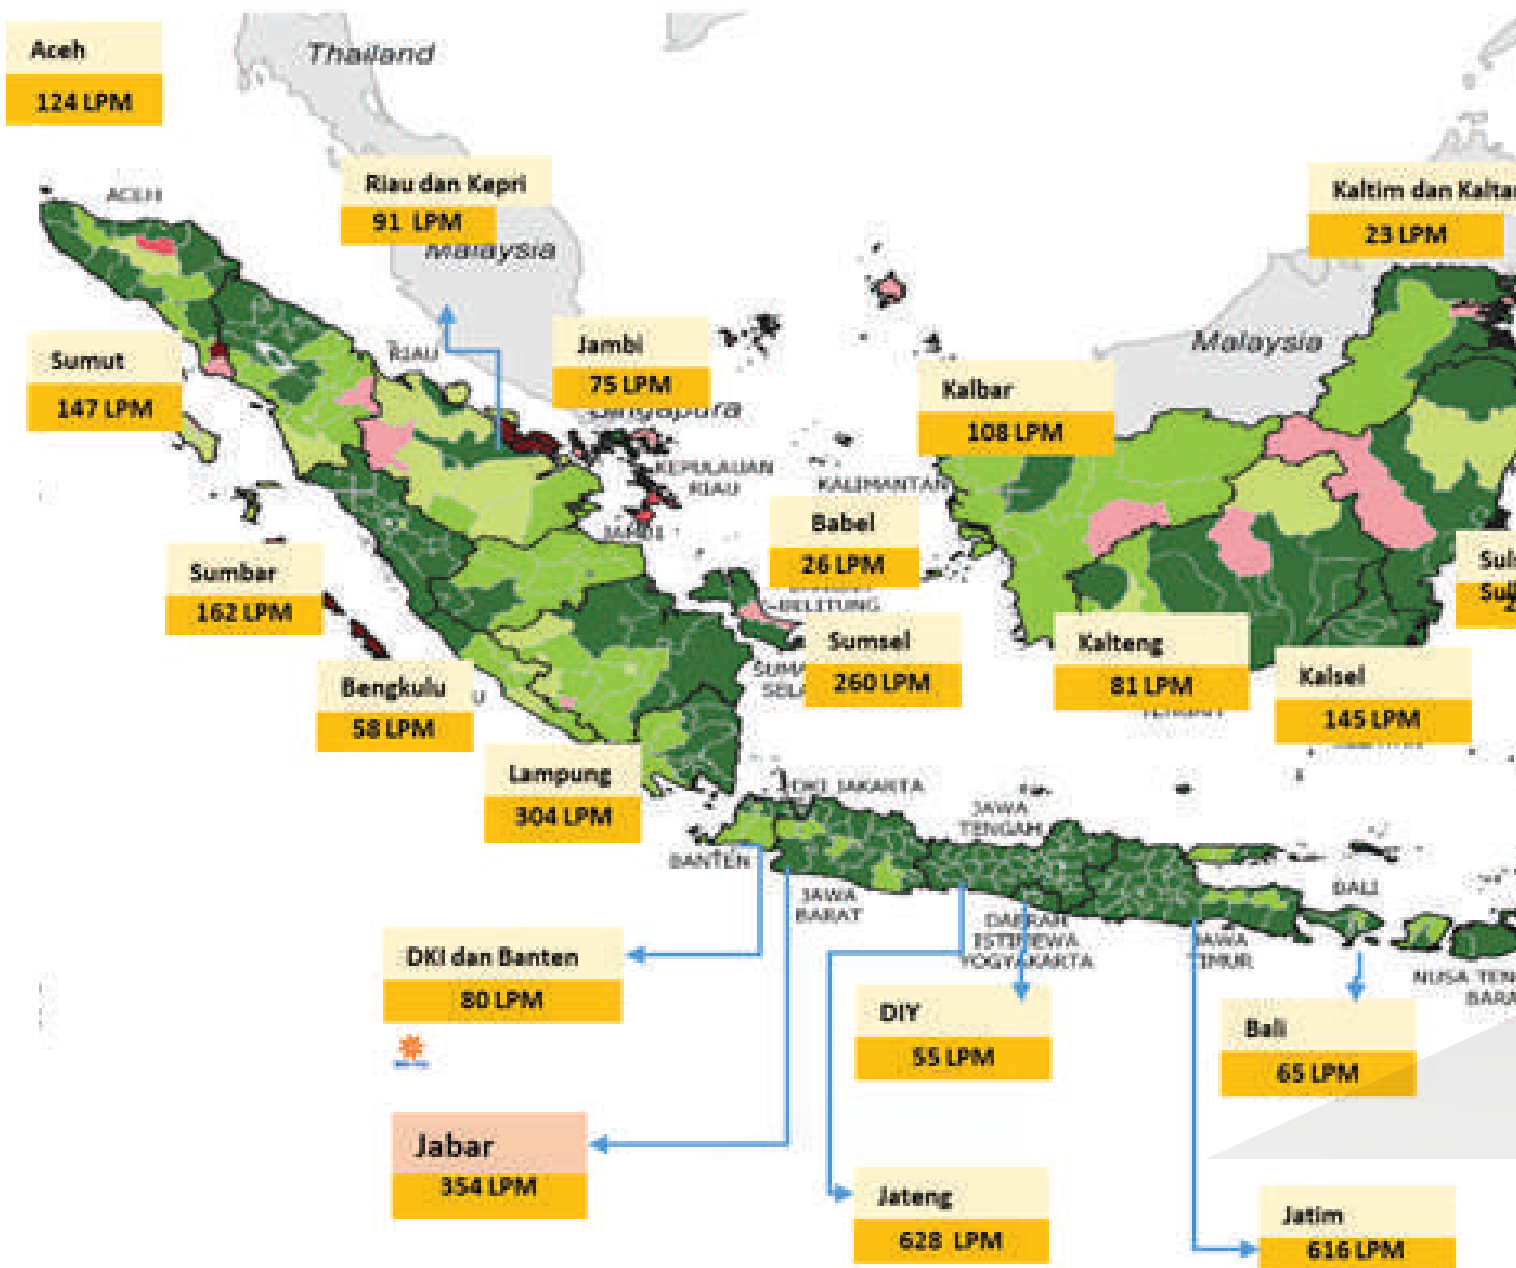 Aceh
124 LPM
Thailand
Riau dan Kepri
91 LPM
Malaysia
Kaltim dan
23 LPM
ACEH
Sumut
147 LPM
RIAU
Jambi
75 LPM
Malaysia
Kalbar
108 LPM
KEPULAUAN
RIAU
KALIMANTAN
Babel
26 LPM
BELITUNG
Sumbar
162 LPM
Sumsel
260 LPM
Bengkulu
58 LPM
Kalteng
81 LPM
Kalsel
145 LPM
Lampung
304 LPM
DKI JAKARTA
JAWA
TENGAH
BANTEN
JAWA
BARAT
BALI
DAERAH
ISTIMEWA
YOGYAKARTA
JAWA
TIMUR
NUSA
DKI dan Banten
80 LPM
DIY
55 LPM
Bali
65 LPM
Jabar
354 LPM
Jateng
628 LPM
Jatim
616 LPM